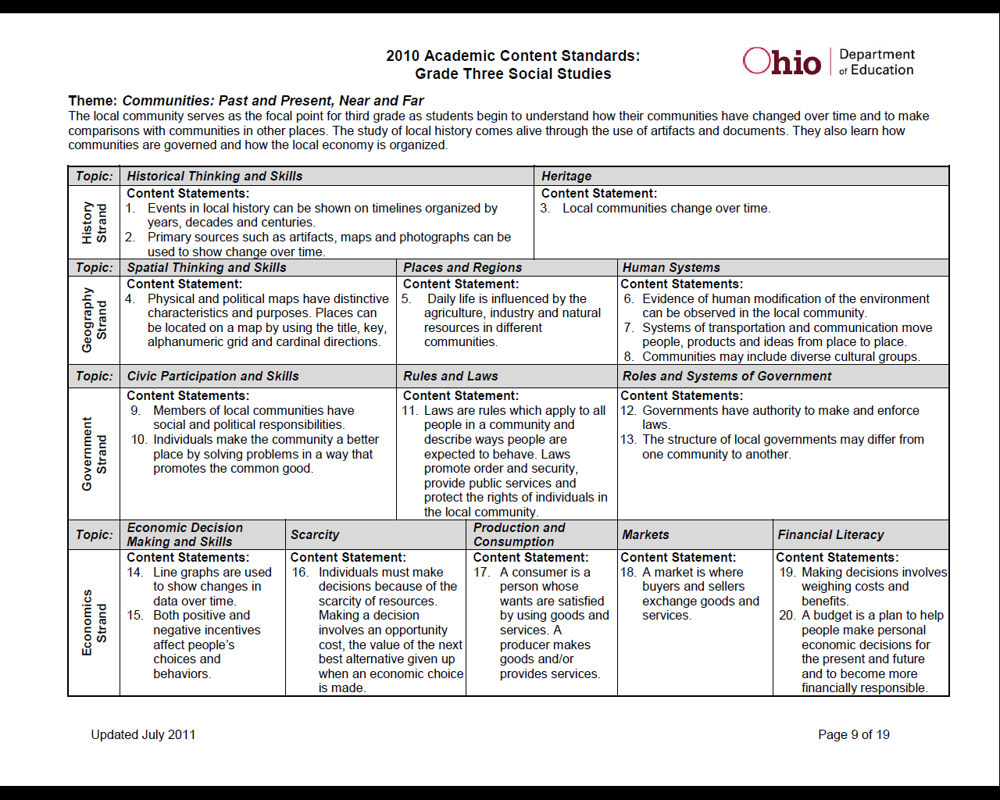 2010 Academic Content Standards:
Grade Three Social Studies
Ohio
Department
of Education
Theme: Communities: Past and Present, Near and Far
The local community serves as the focal point for third grade as students begin to understand how their communities have changed over time and to make
comparisons with communities in other places. The study of local history comes alive through the use of artifacts and documents. They also learn how
communities are governed and how the local economy is organized.
Topic:
Historical Thinking and Skills
Heritage
History
Strand
Content Statements:
1. Events in local history can be shown on timelines organized by
years, decades and centuries.
2. Primary sources such as artifacts, maps and photographs can be
used to show change over time.
Content Statement:
3. Local communities change over time.
Topic:
Spatial Thinking and Skills
Places and Regions
Human Systems
Geography
Strand
Content Statement:
4. Physical and political maps have distinctive
characteristics and purposes. Places can
be located on a map by using the title, key,
alphanumeric grid and cardinal directions.
Content Statement:
5. Daily life is influenced by the
agriculture, industry and natural
resources in different
communities.
Content Statements:
6. Evidence of human modification of the environment
can be observed in the local community.
7. Systems of transportation and communication move
people, products and ideas from place to place.
8. Communities may include diverse cultural groups.
Topic:
Civic Participation and Skills
Rules and Laws
Roles and Systems of Government
Government
Strand
Content Statements:
9. Members of local communities have
social and political responsibilities.
10. Individuals make the community a better
place by solving problems in a way that
promotes the common good.
Content Statement:
11. Laws are rules which apply to all
people in a community and
describe ways people are
expected to behave. Laws
promote order and security,
provide public services and
protect the rights of individuals in
the local community.
Content Statements:
12. Governments have authority to make and enforce
laws.
13. The structure of local governments may differ from
one community to another.
Topic:
Economic Decision
Making and Skills
Scarcity
Production and
Consumption
Markets
Financial Literacy
Economics
Strand
Content Statements:
14. Line graphs are used
to show changes in
data over time.
15. Both positive and
negative incentives
affect people's
choices and
behaviors.
Content Statement:
16. Individuals must make
decisions because of the
scarcity of resources.
Making a decision
involves an opportunity
cost, the value of the next
best alternative given up
when an economic choice
is made.
Content Statement:
17. A consumer is a
person whose
wants are satisfied
by using goods and
services. A
producer makes
goods and/or
provides services.
Content Statement:
18. A market is where
buyers and sellers
exchange goods and
services.
Content Statements:
19. Making decisions involves
weighing costs and
benefits.
20. A budget is a plan to help
people make personal
economic decisions for
the present and future
and to become more
financially responsible.
Updated July 2011
Page 9 of 19